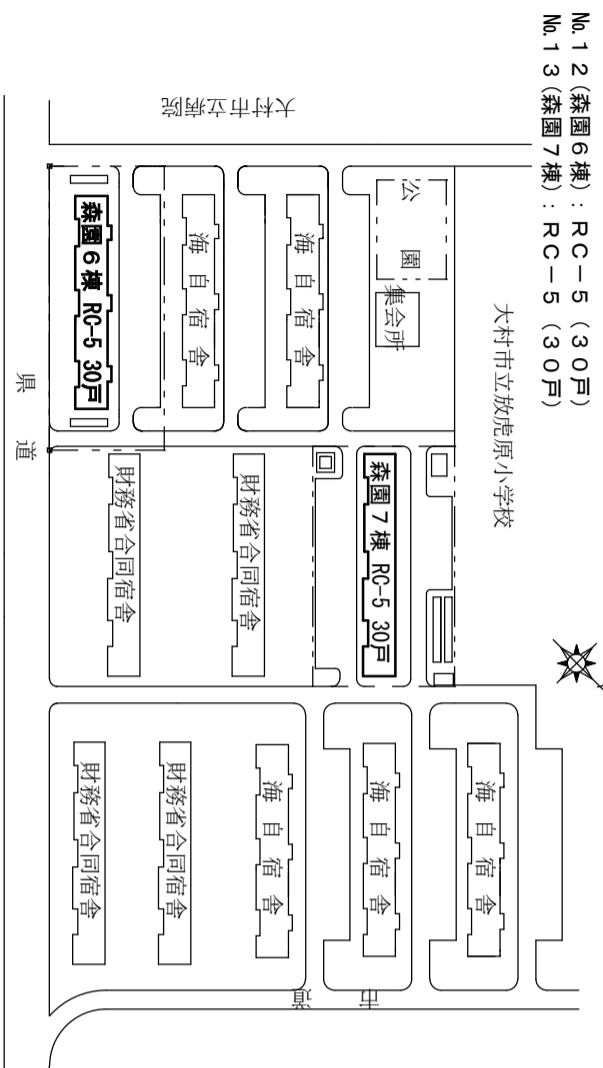 №１２（森園６棟）：ＲＣ－５（３０戸）
№１３（森園７棟）：ＲＣ－５（３０戸）
大村市立放虎原小学校
大村市立病院
公園
集会所
海自宿舎
海自宿舎
森園６棟 RC-5 30戸
県道
森園７棟 RC-5 30戸
財務省合同宿舎
財務省合同宿舎
海自宿舎
海自宿舎
海自宿舎
財務省合同宿舎
財務省合同宿舎
市道